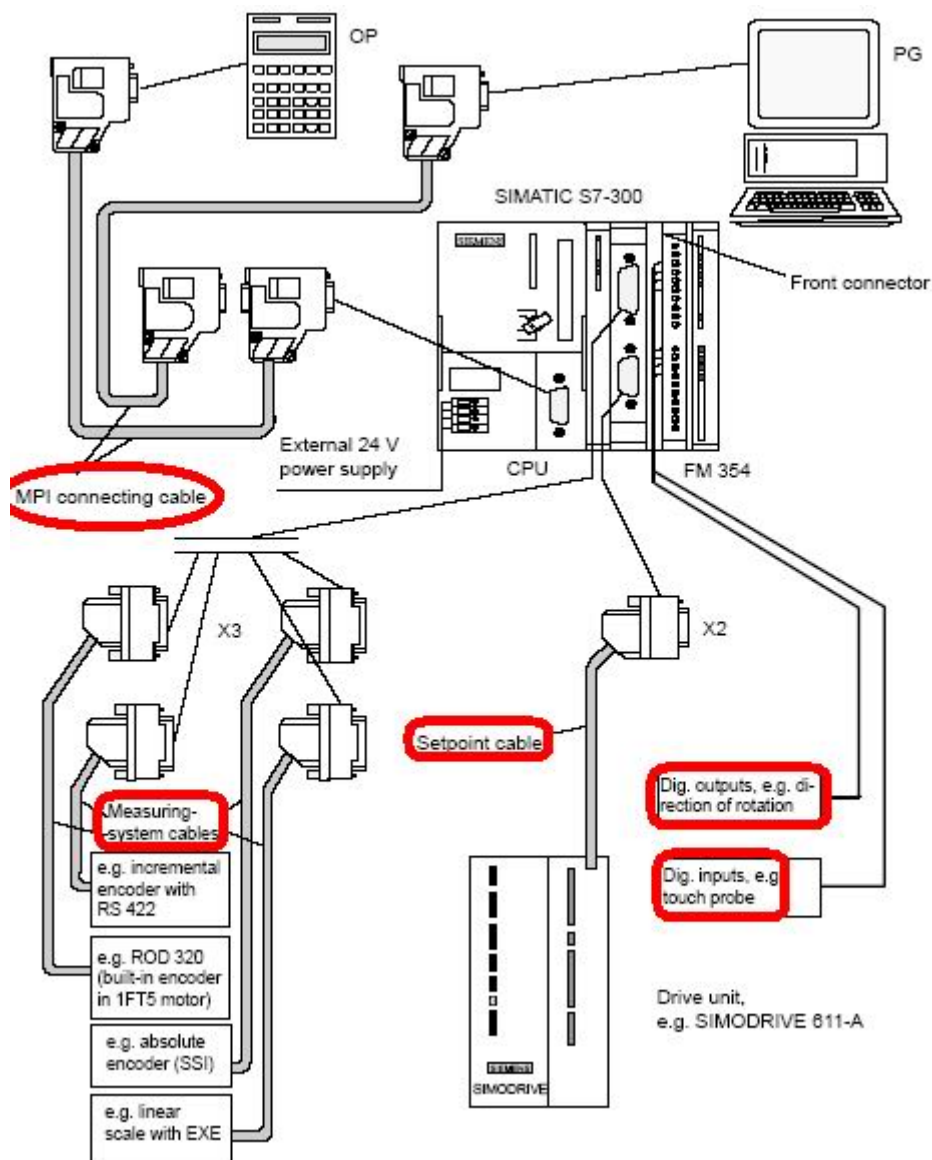 OP
PG
SIMATIC S7-300
SIEMENS
Front connector
External 24 V
power supply
CPU
FM 354
MPI connecting cable
X3
X2
Setpoint cable
Dig. outputs, e.g. di-
rection of rotation
Measuring-
-system cables
Dig. inputs, e.g
touch probe
e.g. incremental
encoder with
RS 422
e.g. ROD 320
(built-in encoder
in 1FT5 motor)
Drive unit,
e.g. SIMODRIVE 611-A
e.g. absolute
encoder (SSI)
SIEMENS
SIMODRIVE
e.g. linear
scale with EXE